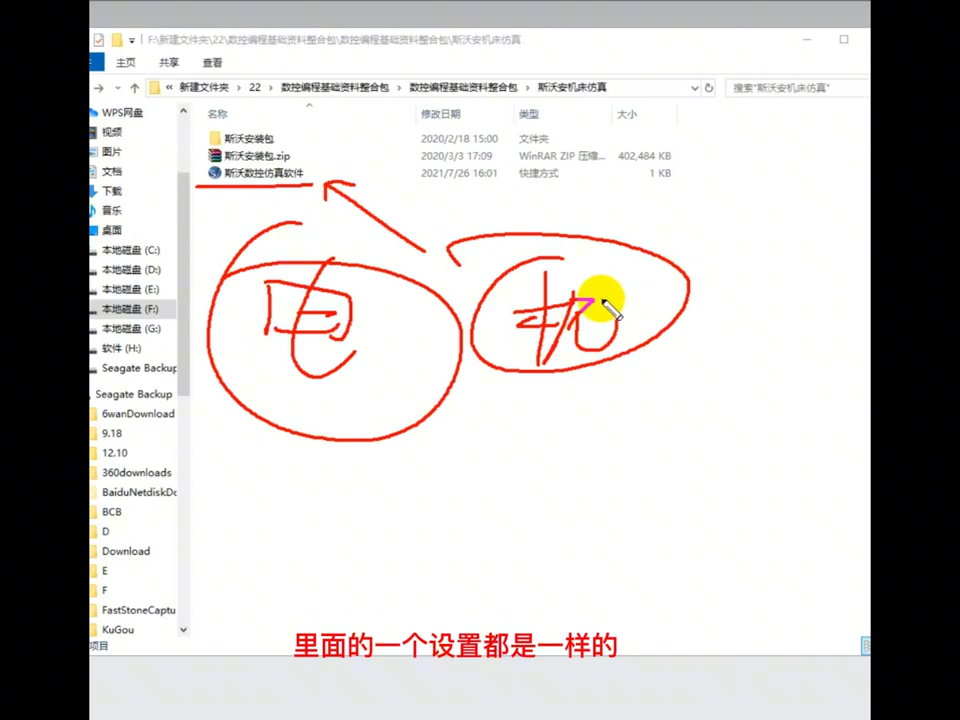 F:\新建文件夹\22\数控编程基础资料整合包\数控编程基础资料整合包\斯沃安机床仿真
主页 共享 查看
« 新建文件夹 › 22 › 数控编程基础资料整合包 › 数控编程基础资料整合包 › 斯沃安机床仿真
搜索"斯沃安机床仿真"
名称 修改日期 类型 大小
斯沃安装包 2020/2/18 15:00 文件夹
斯沃安装包.zip 2020/3/3 17:09 WinRAR ZIP 压缩... 402,484 KB
斯沃数控仿真软件 2021/7/26 16:01 快捷方式 1 KB
WPS网盘
视频
图片
文档
下载
音乐
桌面
本地磁盘 (C:)
本地磁盘 (D:)
本地磁盘 (E:)
本地磁盘 (F:)
本地磁盘 (G:)
软件 (H:)
Seagate Backup
Seagate Backup
6wanDownload
9.18
12.10
360downloads
BaiduNetdiskDo
BCB
D
Download
E
F
FastStoneCaptu
KuGou
项目
电 机
里面的一个设置都是一样的